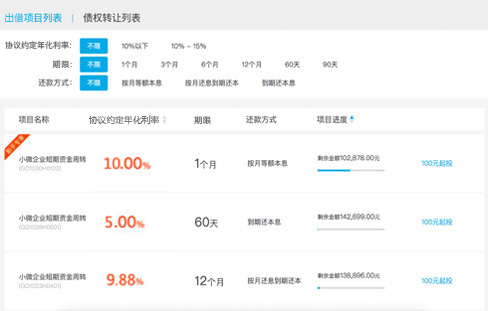 出借项目列表 | 债权转让列表
协议约定年化利率: 不限 10%以下 10% - 15%
期限: 不限 1个月 3个月 6个月 12个月 60天 90天
还款方式: 不限 按月等额本息 按月还息到期还本 到期还本息
项目名称 协议约定年化利率 期限 还款方式 项目进度
小微企业短期资金周转 10.00% 1个月 按月等额本息 剩余金额102,878.00元 100元起投
小微企业短期资金周转 5.00% 60天 到期还本息 剩余金额142,699.00元 100元起投
小微企业短期资金周转 9.88% 12个月 按月还息到期还本 剩余金额138,896.00元 100元起投